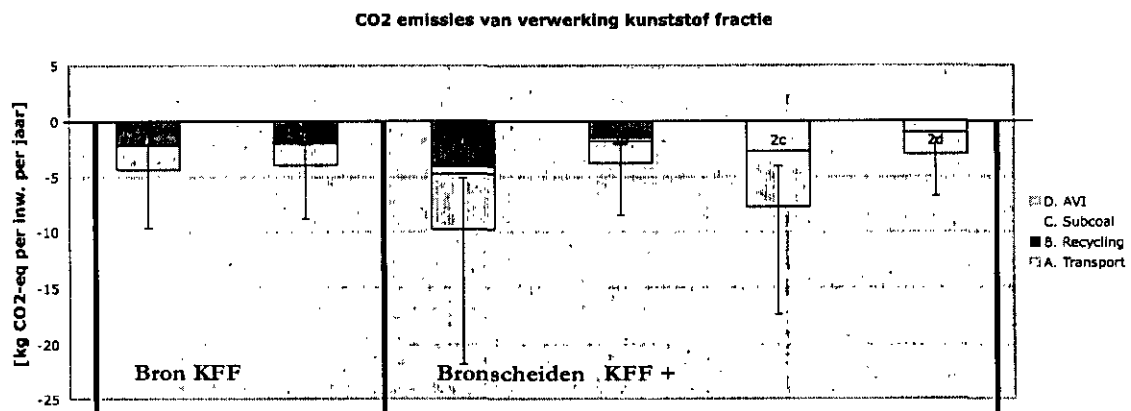 CO2 emissies van verwerking kunststof fractie
[kg CO2-eq per inw. per jaar]
5
0
-5
-10
-15
-20
-25
2c
2d
Bron KFF
Bronscheiden KFF +
D. AVI
C. Subcoal
B. Recycling
A. Transport